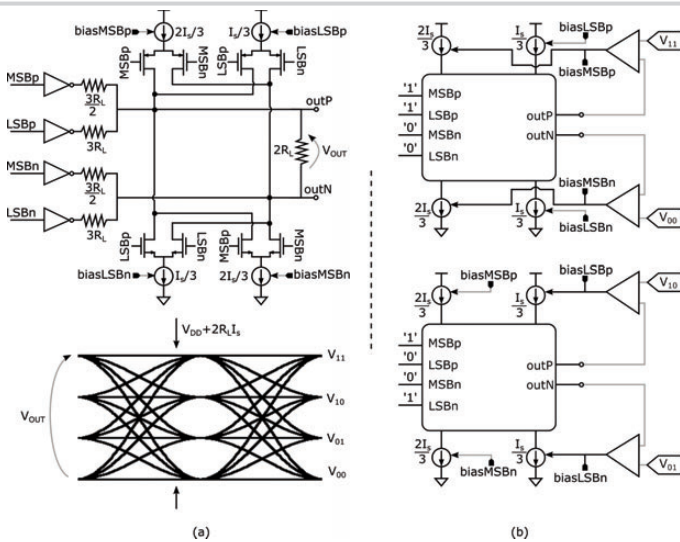 biasMSBp 2Is/3 Is/3 biasLSBp
MSBp MSBn LSBp LSBn
MSBp
3RL
2
outP
LSBp
3RL
2RL VOUT
MSBn
3RL
2
outN
LSBn
3RL
LSBp LSBn MSBp MSBn
biasLSBn Is/3 2Is/3 biasMSBn
VDD+2RLIs
VOUT
V11
V10
V01
V00
(a)
2Is
3
Is
3
biasLSBp
biasMSBp
V11
'1' MSBp
'1' LSBp
'0' MSBn
'0' LSBn
outP
outN
2Is
3
Is
3
biasMSBn
biasLSBn
V00
2Is
3
biasMSBp
Is
3
biasLSBp
V10
'1' MSBp
'0' LSBp
'0' MSBn
'1' LSBn
outP
outN
2Is
3
biasMSBn
Is
3
biasLSBn
V01
(b)